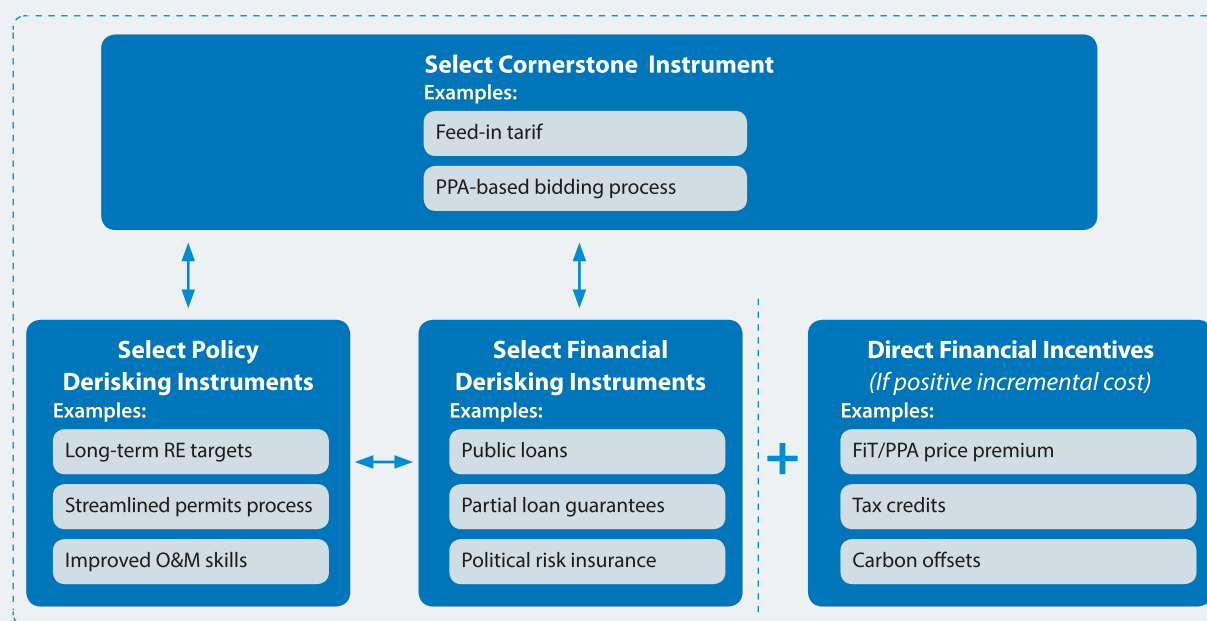 Select Cornerstone Instrument
Examples:
Feed-in tarif
PPA-based bidding process
Select Policy
Derisking Instruments
Examples:
Long-term RE targets
Streamlined permits process
Improved O&M skills
Select Financial
Derisking Instruments
Examples:
Public loans
Partial loan guarantees
Political risk insurance
+
Direct Financial Incentives
(If positive incremental cost)
Examples:
FiT/PPA price premium
Tax credits
Carbon offsets